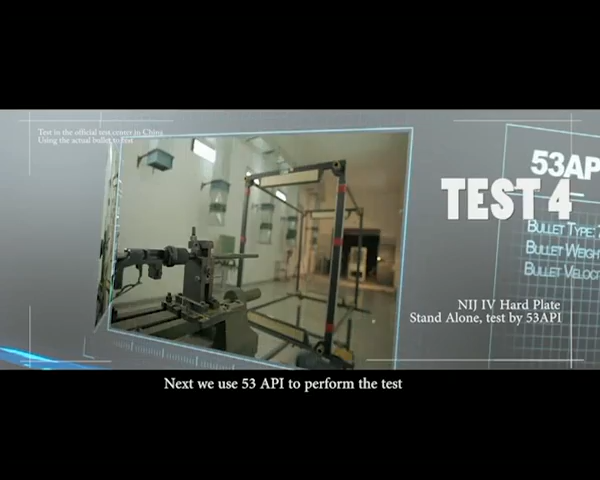 Test in the official test center in China
Using the actual bullet to test
53AP
TEST 4
BULLET TYPE:
BULLET WEIGH
BULLET VELOC
NIJ IV Hard Plate
Stand Alone, test by 53API
Next we use 53 API to perform the test